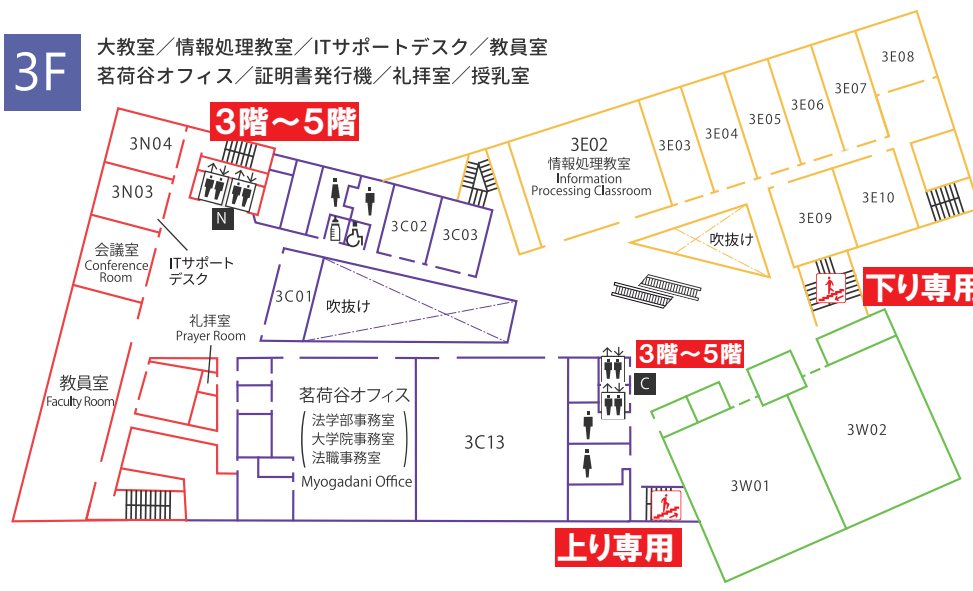 3F
大教室／情報処理教室／ITサポートデスク／教員室
茗荷谷オフィス／証明書発行機／礼拝室／授乳室
3階～5階
3N04
3N03
会議室
Conference
Room
ITサポート
デスク
N
3C02
3C03
3C01
吹抜け
3E02
情報処理教室
Information
Processing Classroom
3E03
3E04
3E05
3E06
3E07
3E08
3E09
3E10
吹抜け
下り専用
礼拝室
Prayer Room
教員室
Faculty Room
茗荷谷オフィス
法学部事務室
大学院事務室
法職事務室
Myogadani Office
3C13
3階～5階
C
3W01
3W02
上り専用